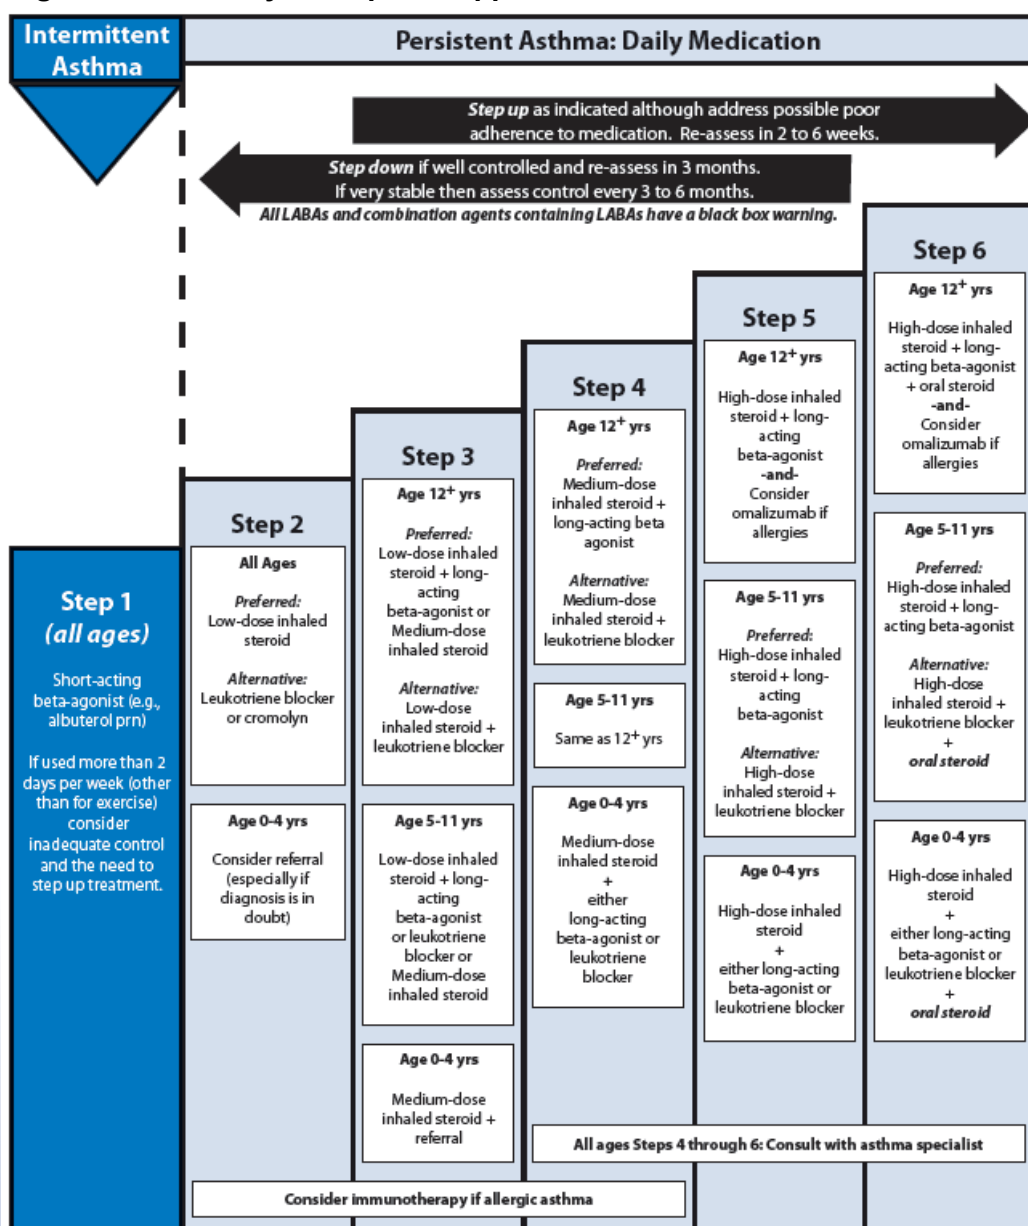 Intermittent
Asthma
Persistent Asthma: Daily Medication
Step up as indicated although address possible poor
adherence to medication. Re-assess in 2 to 6 weeks.
Step down if well controlled and re-assess in 3 months.
If very stable then assess control every 3 to 6 months.
All LABAs and combination agents containing LABAs have a black box warning.
Step 1
(all ages)
Short-acting
beta-agonist (e.g.,
albuterol prn)
If used more than 2
days per week (other
than for exercise)
consider
inadequate control
and the need to
step up treatment.
Step 2
All Ages
Preferred:
Low-dose inhaled
steroid
Alternative:
Leukotriene blocker
or cromolyn
Age 0-4 yrs
Consider referral
(especially if
diagnosis is in
doubt)
Step 3
Age 12+ yrs
Preferred:
Low-dose inhaled
steroid + long-
acting
beta-agonist or
Medium-dose
inhaled steroid
Alternative:
Low-dose
inhaled steroid +
leukotriene blocker
Age 5-11 yrs
Low-dose inhaled
steroid + long-
acting
beta-agonist
or leukotriene
blocker or
Medium-dose
inhaled steroid
Age 0-4 yrs
Medium-dose
inhaled steroid +
referral
Step 4
Age 12+ yrs
Preferred:
Medium-dose
inhaled steroid +
long-acting beta
agonist
Alternative:
Medium-dose
inhaled steroid +
leukotriene blocker
Age 5-11 yrs
Same as 12+ yrs
Age 0-4 yrs
Medium-dose
inhaled steroid
+
either
long-acting
beta-agonist or
leukotriene
blocker
Step 5
Age 12+ yrs
High-dose inhaled
steroid + long-
acting
beta-agonist
-and-
Consider
omalizumab if
allergies
Age 5-11 yrs
Preferred:
High-dose inhaled
steroid + long-
acting
beta-agonist
Alternative:
High-dose
inhaled steroid +
leukotriene blocker
Age 0-4 yrs
High-dose inhaled
steroid
+
either long-acting
beta-agonist or
leukotriene blocker
Step 6
Age 12+ yrs
High-dose inhaled
steroid + long-
acting beta-agonist
+ oral steroid
-and-
Consider
omalizumab if
allergies
Age 5-11 yrs
Preferred:
High-dose inhaled
steroid + long-
acting beta-agonist
Alternative:
High-dose
inhaled steroid +
leukotriene blocker
+
oral steroid
Age 0-4 yrs
High-dose inhaled
steroid
+
either long-acting
beta-agonist or
leukotriene blocker
+
oral steroid
All ages Steps 4 through 6: Consult with asthma specialist
Consider immunotherapy if allergic asthma